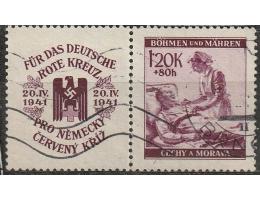 FÜR DAS DEUTSCHE
ROTE KREUZ
20.IV. 20.IV.
1941 1941
PRO NĚMECKÝ
ČERVENÝ KŘÍŽ
BÖHMEN UND MÄHREN
1.20K
+80h
ČECHY A MORAVA